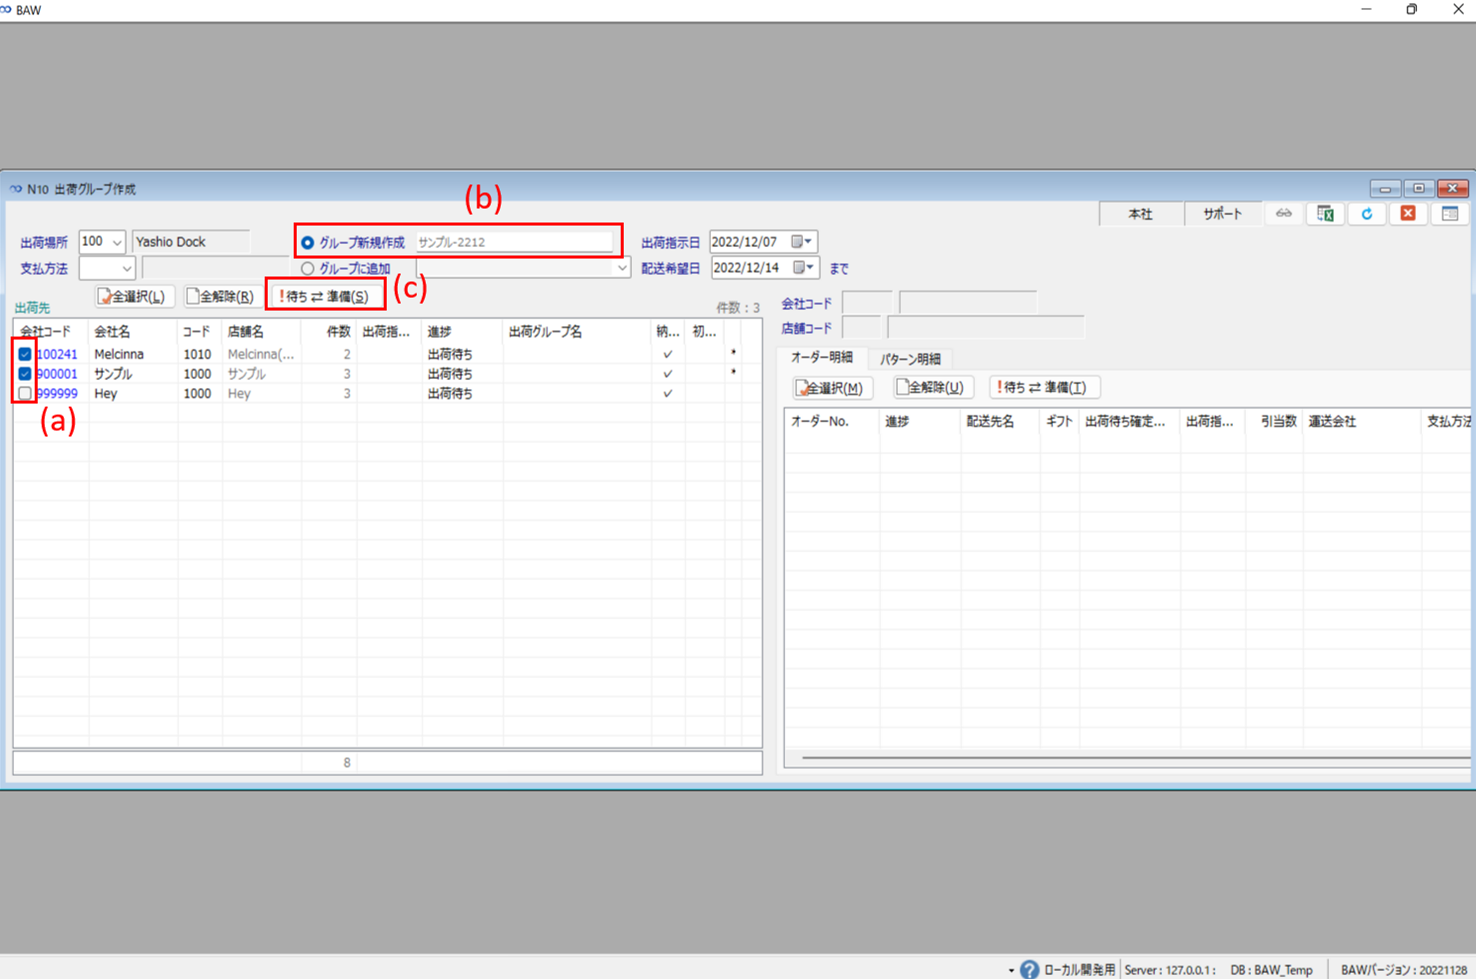 BAW
N10 出荷グループ作成
(b)
本社 サポート
出荷場所 100 Yashio Dock グループ新規作成 サンプル-2212 出荷指示日 2022/12/07
支払方法 グループに追加 配送希望日 2022/12/14 まで
全選択(L) 全解除(R) !待ち ⇄ 準備(S) (c)
出荷先 件数 : 3
会社コード
店舗コード
会社コード 会社名 コード 店舗名 件数 出荷指... 進捗 出荷グループ名 納... 初...
100241 Melcinna 1010 Melcinna(... 2 出荷待ち ✓ *
900001 サンプル 1000 サンプル 3 出荷待ち ✓ *
999999 Hey 1000 Hey 3 出荷待ち ✓
(a)
8
オーダー明細 パターン明細
全選択(M) 全解除(U) !待ち ⇄ 準備(T)
オーダーNo. 進捗 配送先名 ギフト 出荷待ち確定... 出荷指... 引当数 運送会社 支払方法
ローカル開発用 Server : 127.0.0.1 : DB : BAW_Temp BAWバージョン : 20221128